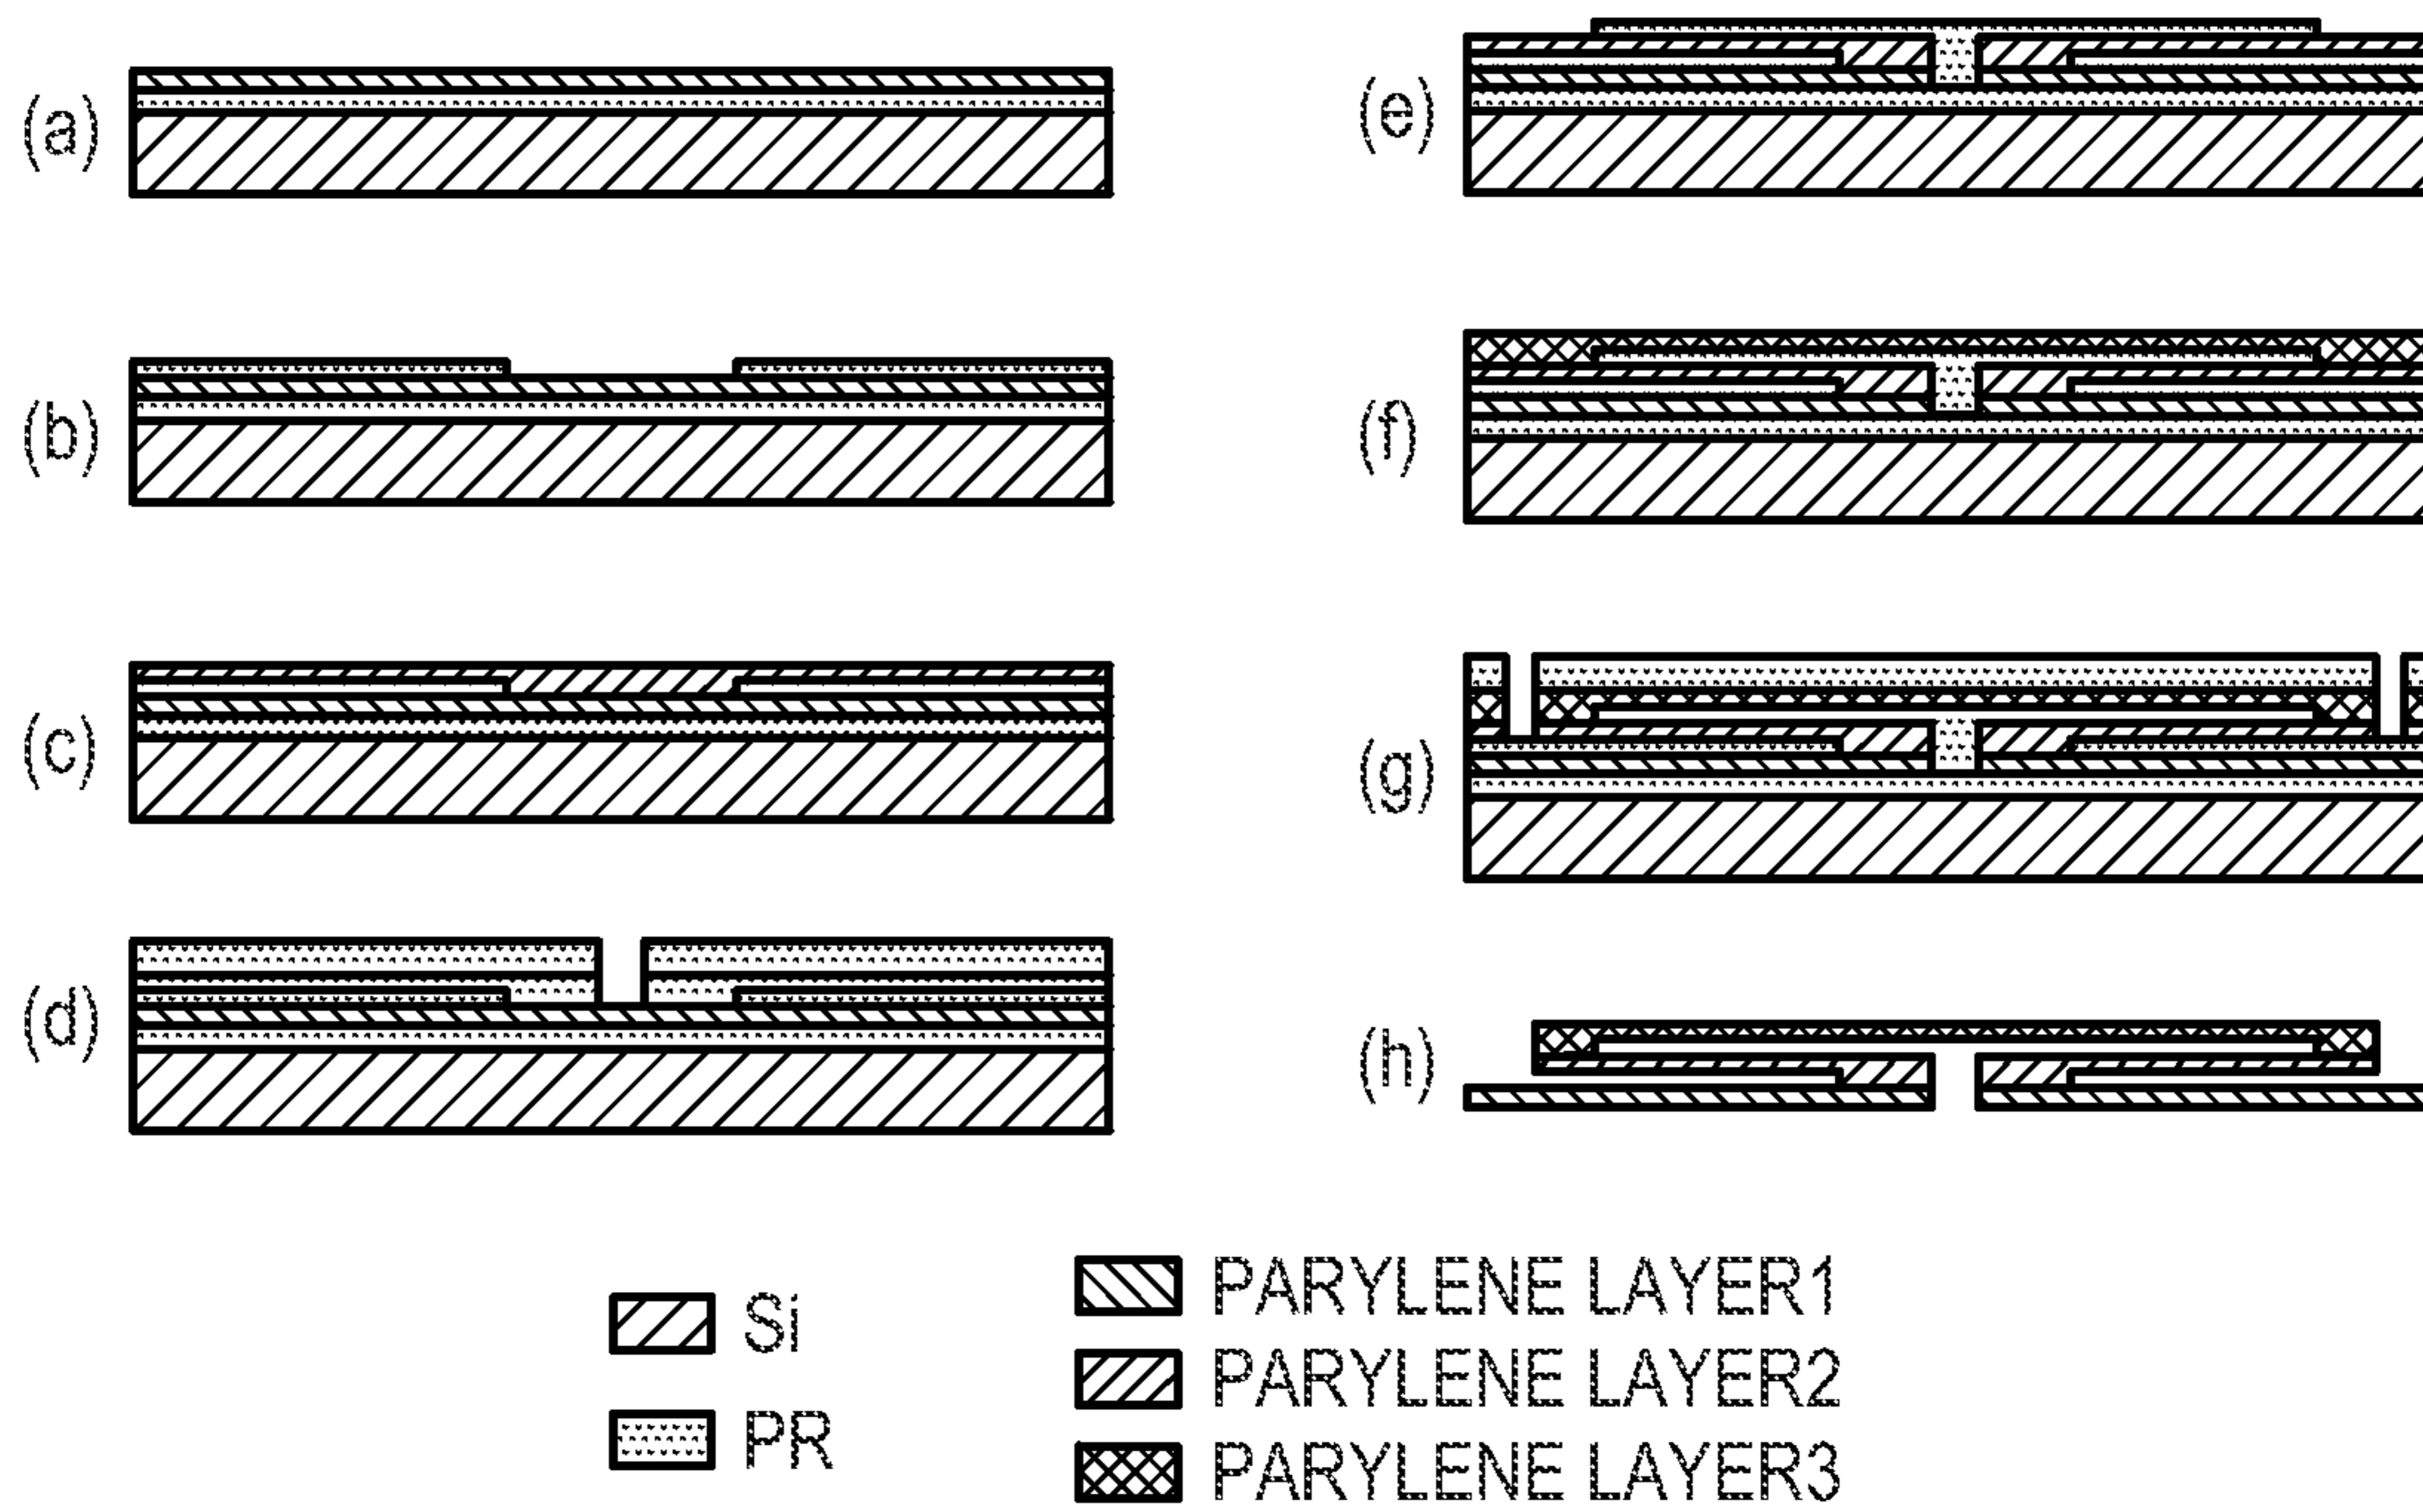 (a)
(b)
(c)
(d)
(e)
(f)
(g)
(h)
Si
PR
PARYLENE LAYER1
PARYLENE LAYER2
PARYLENE LAYER3